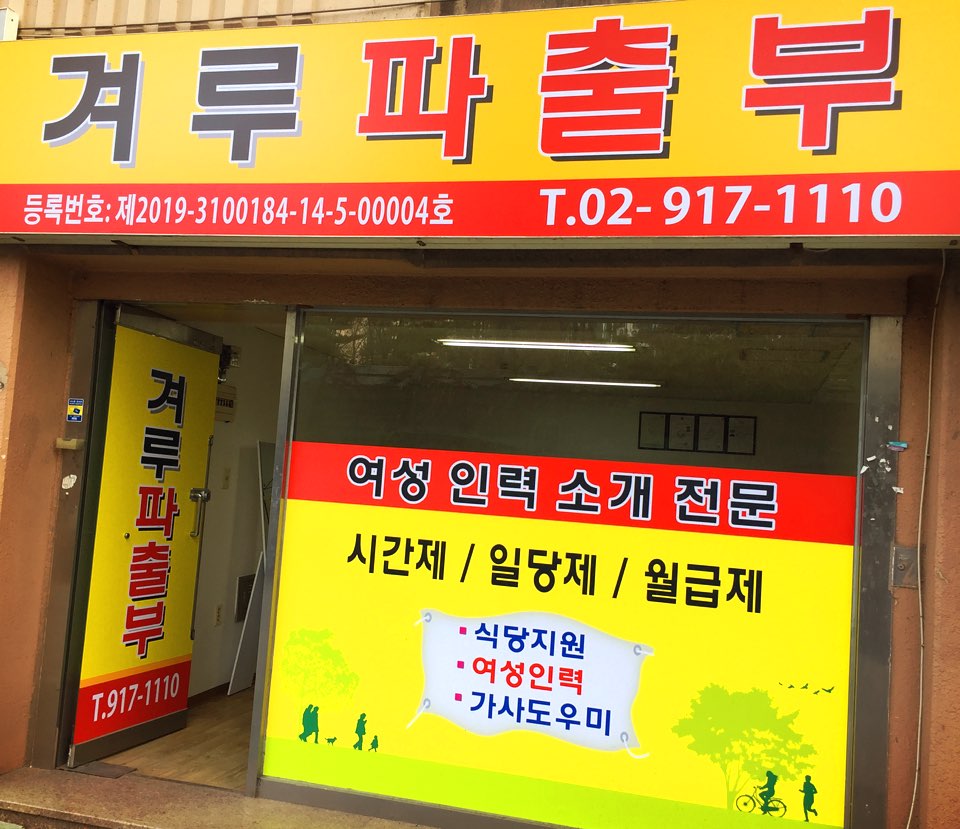 겨루파출부
등록번호: 제2019-3100184-14-5-00004호
T.02- 917-1110
겨루파출부
T.917-1110
여성 인력 소개 전문
시간제 / 일당제 / 월급제
▪ 식당지원
▪ 여성인력
▪ 가사도우미